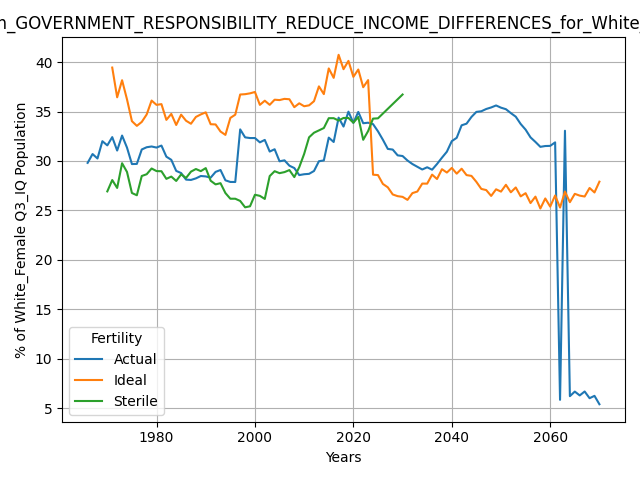 n_GOVERNMENT_RESPONSIBILITY_REDUCE_INCOME_DIFFERENCES_for_White_
% of White_Female Q3_IQ Population
40
35
30
25
20
15
10
5
Fertility
Actual
Ideal
Sterile
1980 2000 2020 2040 2060
Years